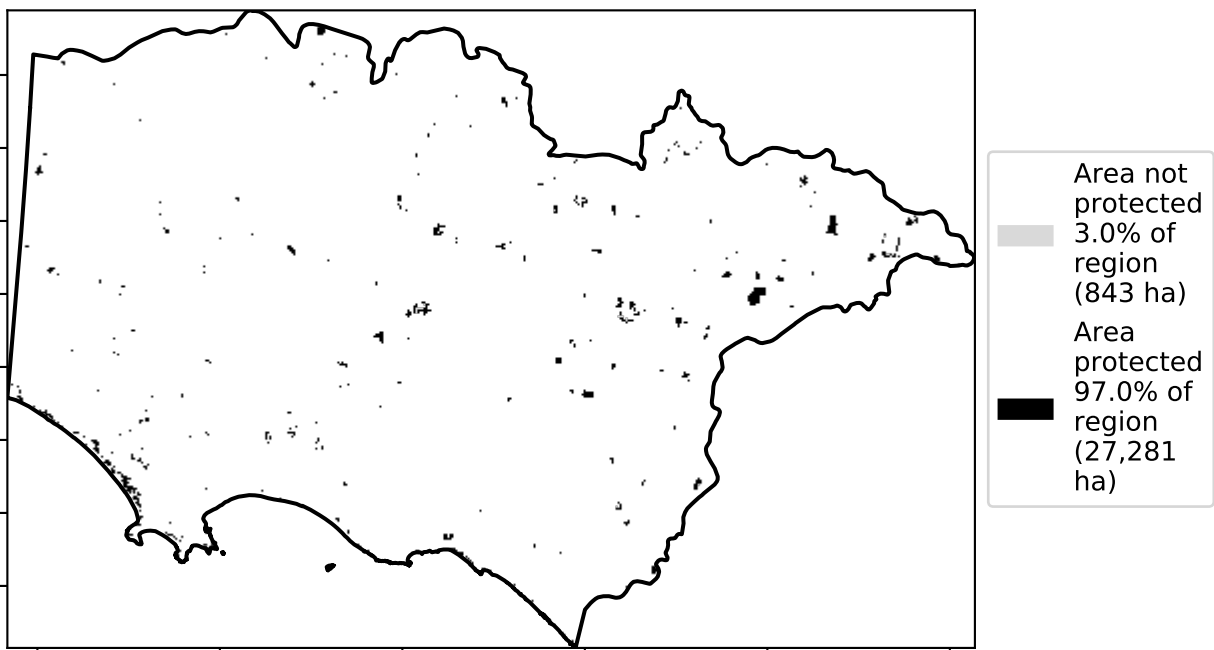 Area not
protected
3.0% of
region
(843 ha)
Area
protected
97.0% of
region
(27,281
ha)